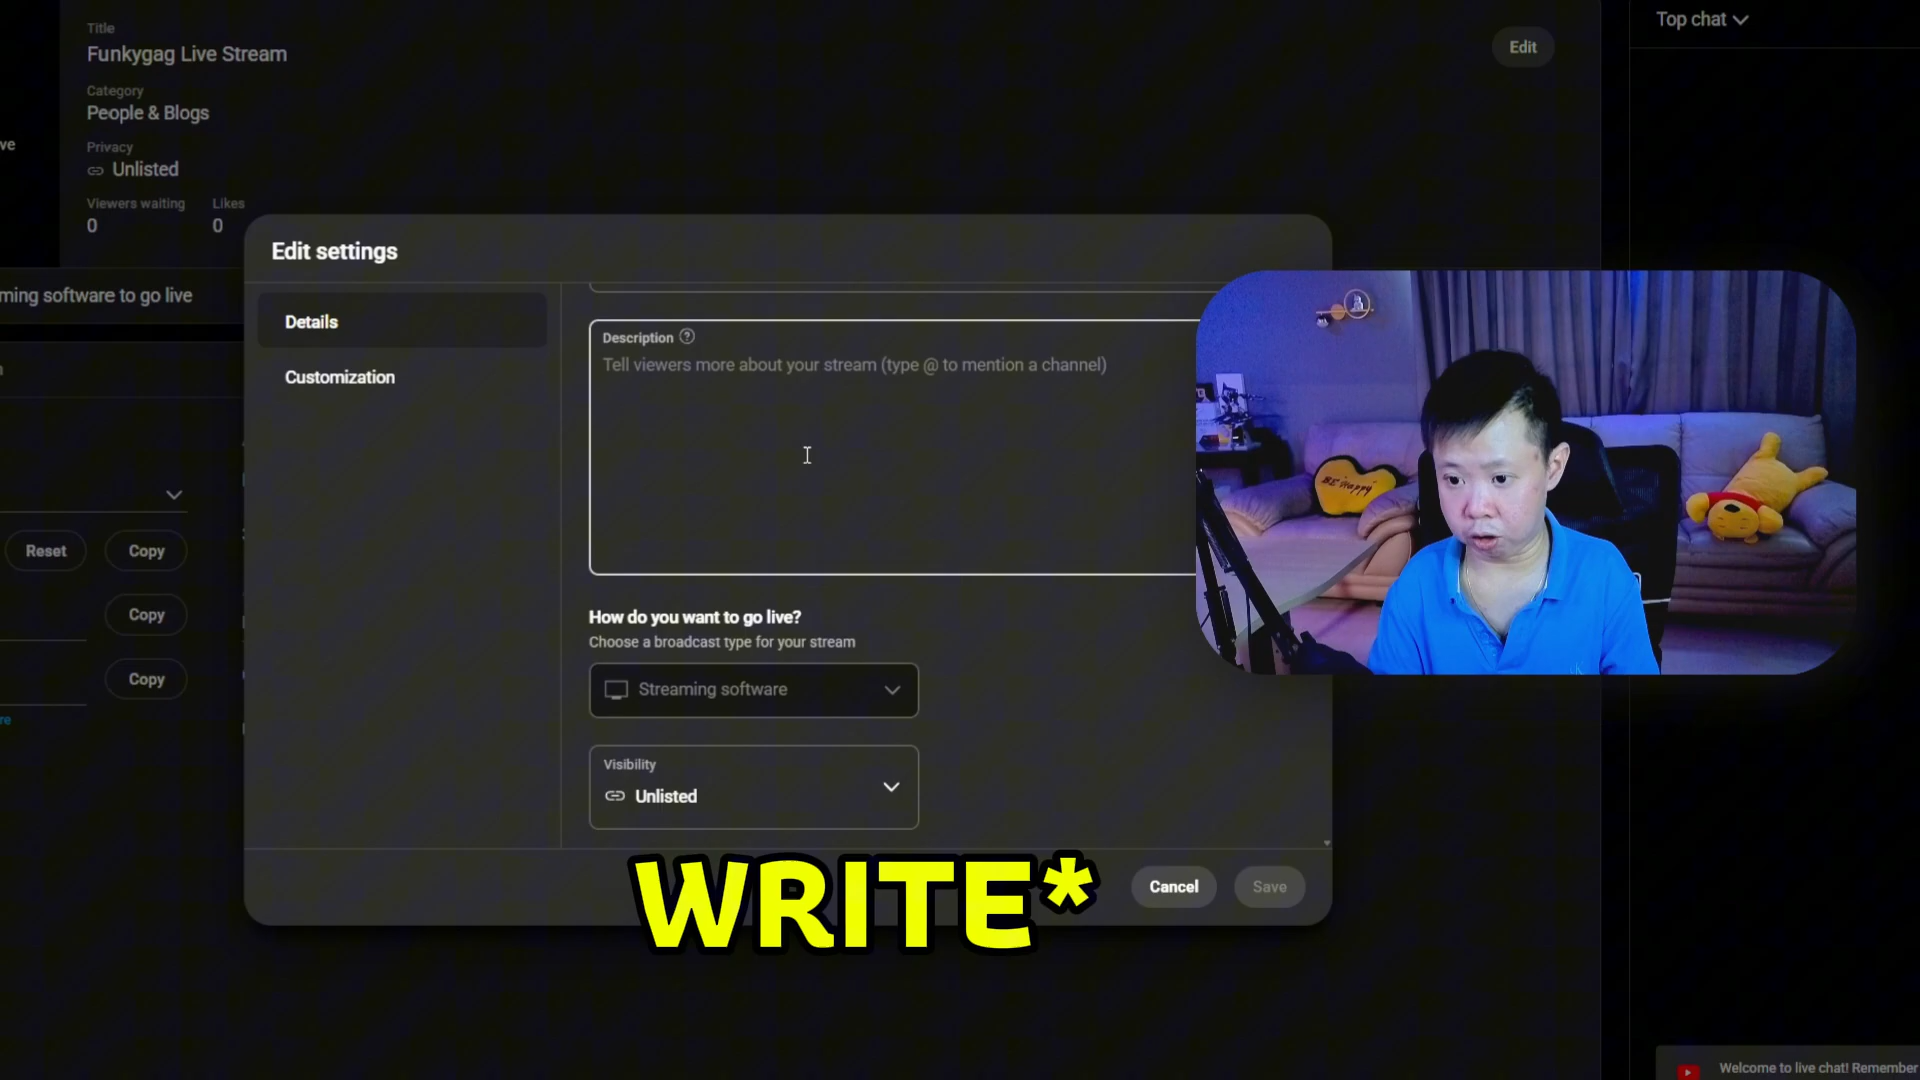 Title
Funkygag Live Stream
Category
People & Blogs
Privacy
Unlisted
Viewers waiting Likes
0 0
Edit
Top chat
ve
ming software to go live
Reset Copy
Copy
Copy
re
Edit settings
Details
Customization
Description
Tell viewers more about your stream (type @ to mention a channel)
How do you want to go live?
Choose a broadcast type for your stream
Streaming software
Visibility
Unlisted
Cancel Save
BE happy
WRITE*
Welcome to live chat! Remember